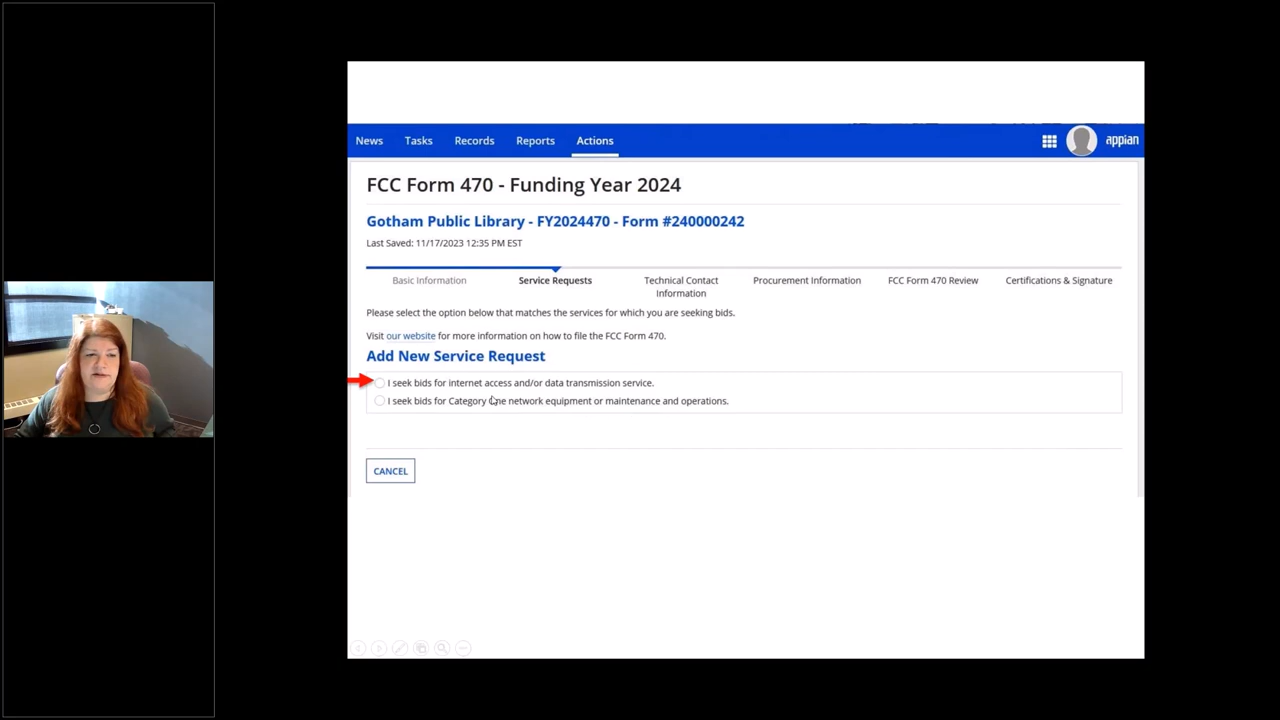 News Tasks Records Reports Actions appian
FCC Form 470 - Funding Year 2024
Gotham Public Library - FY2024470 - Form #240000242
Last Saved: 11/17/2023 12:35 PM EST
Basic Information Service Requests Technical Contact Information Procurement Information FCC Form 470 Review Certifications & Signature
Please select the option below that matches the services for which you are seeking bids.
Visit our website for more information on how to file the FCC Form 470.
Add New Service Request
I seek bids for internet access and/or data transmission service.
I seek bids for Category One network equipment or maintenance and operations.
CANCEL